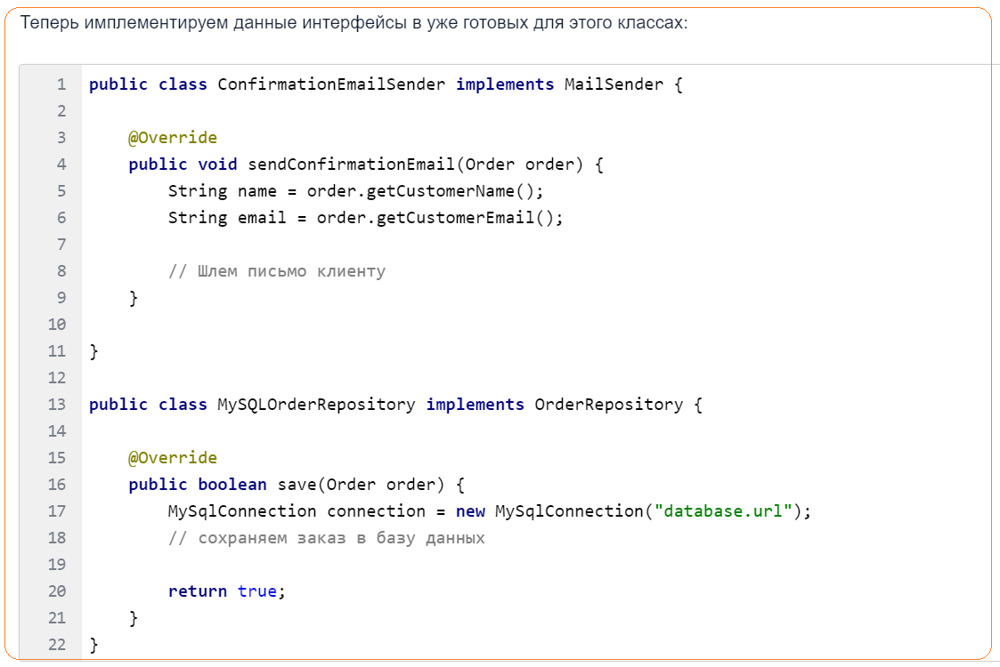 Теперь имплементируем данные интерфейсы в уже готовых для этого классах:
1 public class ConfirmationEmailSender implements MailSender {
2
3     @Override
4     public void sendConfirmationEmail(Order order) {
5         String name = order.getCustomerName();
6         String email = order.getCustomerEmail();
7
8         // Шлем письмо клиенту
9     }
10
11 }
12
13 public class MySQLOrderRepository implements OrderRepository {
14
15     @Override
16     public boolean save(Order order) {
17         MySqlConnection connection = new MySqlConnection("database.url");
18         // сохраняем заказ в базу данных
19
20         return true;
21     }
22 }